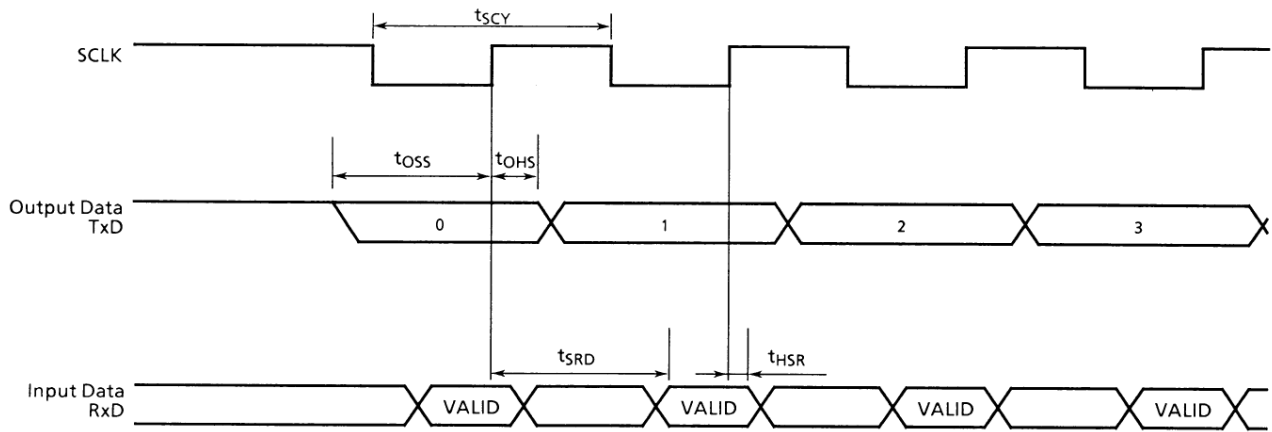 tSCY
SCLK
tOSS
tOHS
Output Data
TxD
0
1
2
3
tSRD
tHSR
Input Data
RxD
VALID
VALID
VALID
VALID